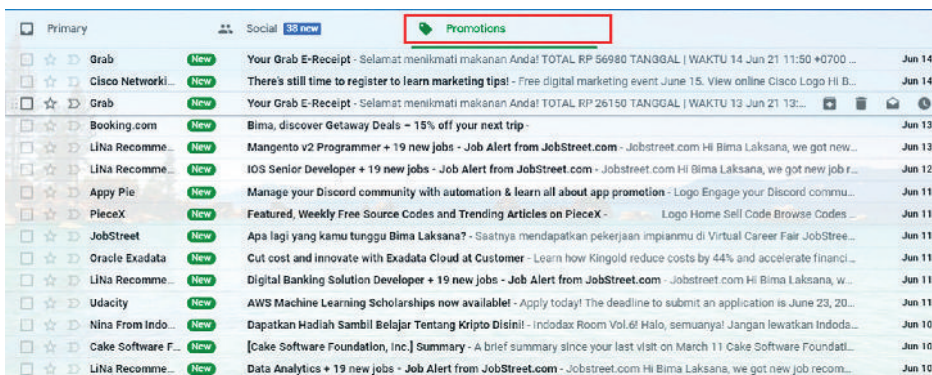 Primary Social 38 new Promotions
Grab New Your Grab E-Receipt - Selamat menikmati makanan Anda! TOTAL RP 56980 TANGGAL | WAKTU 14 Jun 21 11:50 +0700 ... Jun 14
Cisco Networki... New There's still time to register to learn marketing tips! - Free digital marketing event June 15. View online Cisco Logo Hi B... Jun 14
Grab New Your Grab E-Receipt - Selamat menikmati makanan Anda! TOTAL RP 26150 TANGGAL | WAKTU 13 Jun 21 13:...
Booking.com New Bima, discover Getaway Deals – 15% off your next trip - Jun 13
LiNa Recomme... New Mangento v2 Programmer + 19 new jobs - Job Alert from JobStreet.com - Jobstreet.com Hi Bima Laksana, we got new... Jun 13
LiNa Recomme... New IOS Senior Developer + 19 new jobs - Job Alert from JobStreet.com - Jobstreet.com Hi Bima Laksana, we got new job r... Jun 12
Appy Pie New Manage your Discord community with automation & learn all about app promotion - Logo Engage your Discord commu... Jun 11
PieceX New Featured, Weekly Free Source Codes and Trending Articles on PieceX - Logo Home Sell Code Browse Codes ... Jun 11
JobStreet New Apa lagi yang kamu tunggu Bima Laksana? - Saatnya mendapatkan pekerjaan impianmu di Virtual Career Fair JobStree... Jun 11
Oracle Exadata New Cut cost and innovate with Exadata Cloud at Customer - Learn how Kingold reduce costs by 44% and accelerate financi... Jun 11
LiNa Recomme... New Digital Banking Solution Developer + 19 new jobs - Job Alert from JobStreet.com - Jobstreet.com Hi Bima Laksana, w... Jun 11
Udacity New AWS Machine Learning Scholarships now available! - Apply today! The deadline to submit an application is June 23, 20... Jun 11
Nina From Indo... New Dapatkan Hadiah Sambil Belajar Tentang Kripto Disini! - Indodax Room Vol.6! Halo, semuanya! Jangan lewatkan Indoda... Jun 10
Cake Software F... New [Cake Software Foundation, Inc.] Summary - A brief summary since your last visit on March 11 Cake Software Foundati... Jun 10
LiNa Recomme... New Data Analytics + 19 new jobs - Job Alert from JobStreet.com - Jobstreet.com Hi Bima Laksana, we got new job recom... Jun 10